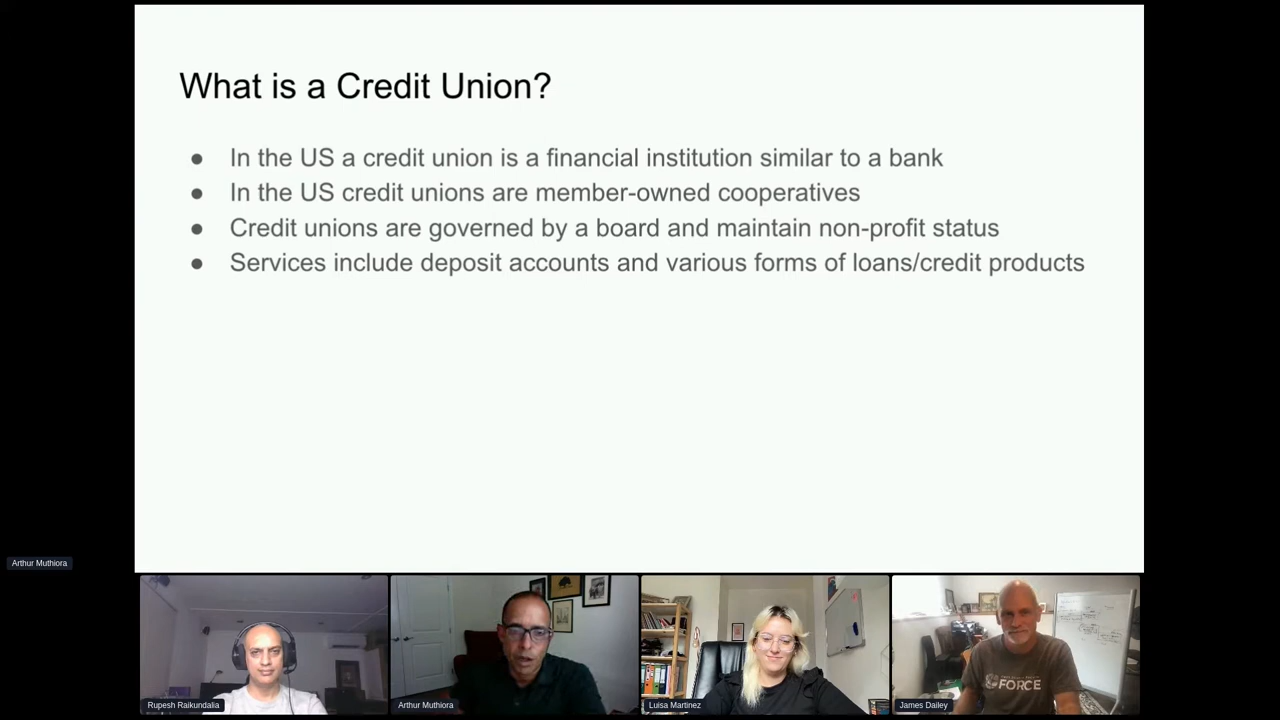 What is a Credit Union?
● In the US a credit union is a financial institution similar to a bank
● In the US credit unions are member-owned cooperatives
● Credit unions are governed by a board and maintain non-profit status
● Services include deposit accounts and various forms of loans/credit products
Arthur Muthiora
Rupesh Raikundalia
Arthur Muthiora
Luisa Martinez
James Dailey
FORCE